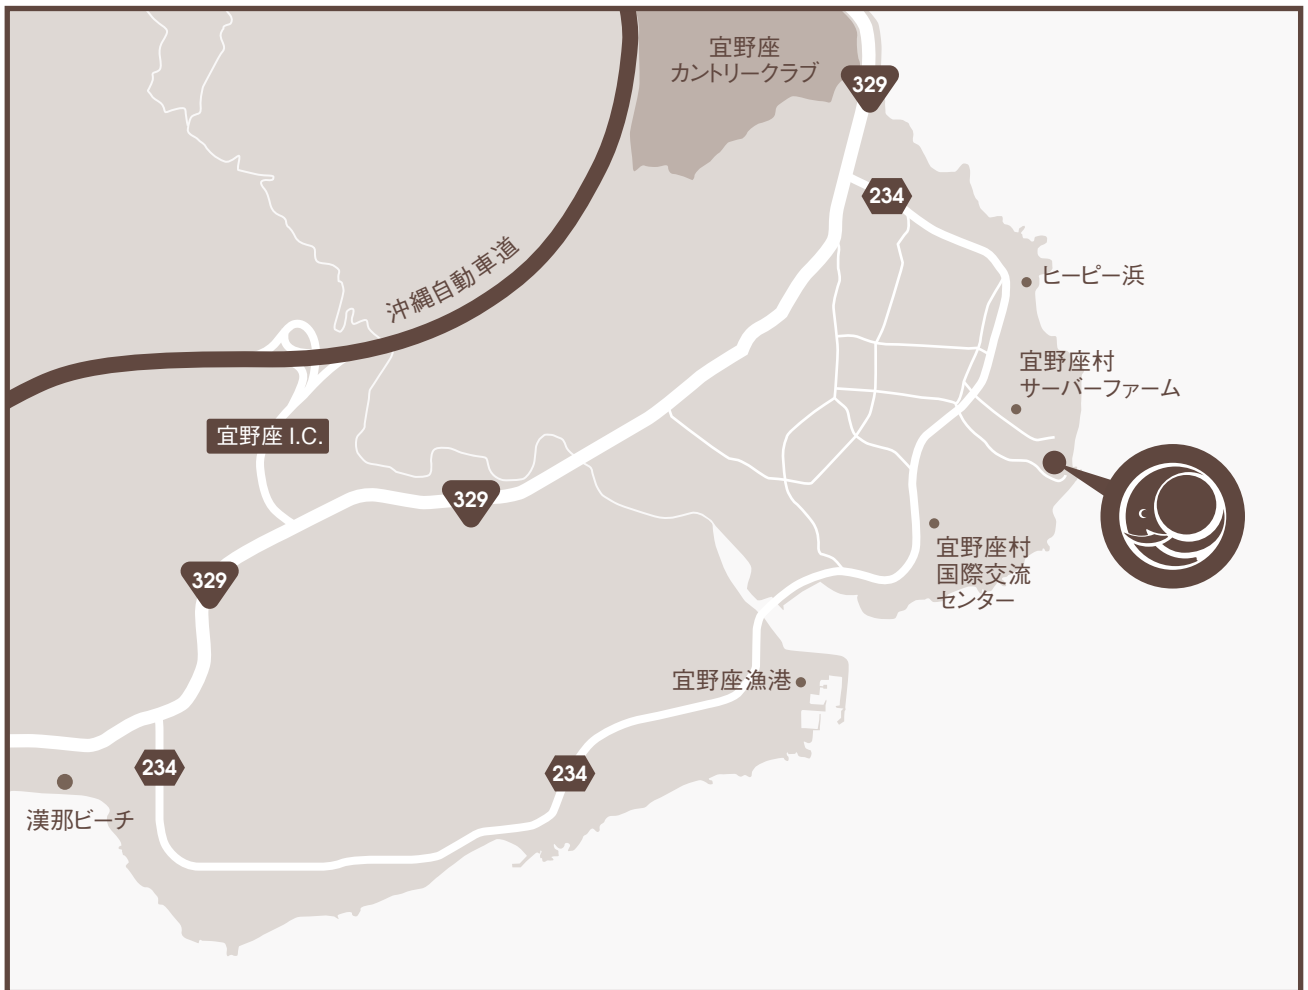 宜野座
カントリークラブ
329
234
沖縄自動車道
ヒーピー浜
宜野座村
サーバーファーム
宜野座 I.C.
329
宜野座村
国際交流
センター
329
宜野座漁港
234
234
漢那ビーチ